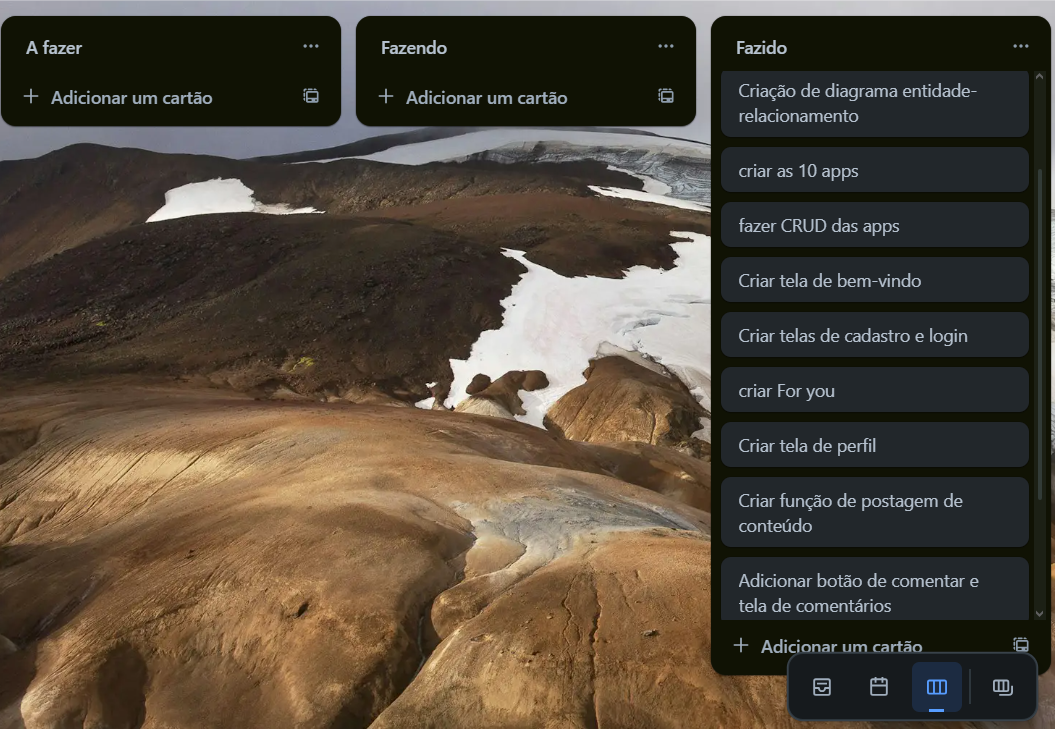 A fazer
Adicionar um cartão
Fazendo
Adicionar um cartão
Fazido
Criação de diagrama entidade-
relacionamento
criar as 10 apps
fazer CRUD das apps
Criar tela de bem-vindo
Criar telas de cadastro e login
criar For you
Criar tela de perfil
Criar função de postagem de
conteúdo
Adicionar botão de comentar e
tela de comentários
Adicionar um cartão